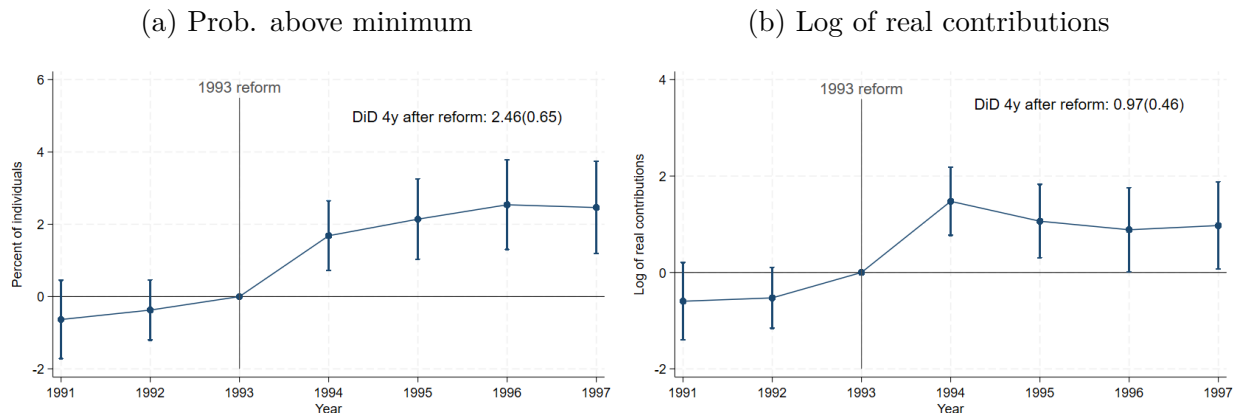 (a) Prob. above minimum
6
4
2
0
-2
Percent of individuals
1993 reform
DiD 4y after reform: 2.46(0.65)
1991 1992 1993 1994 1995 1996 1997
Year
(b) Log of real contributions
4
2
0
-2
Log of real contributions
1993 reform
DiD 4y after reform: 0.97(0.46)
1991 1992 1993 1994 1995 1996 1997
Year